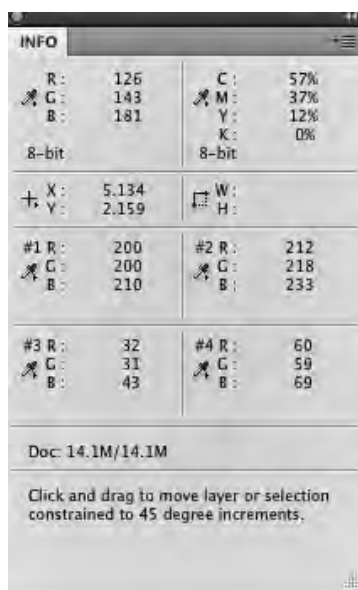 INFO
R: 126 C: 57%
G: 143 M: 37%
B: 181 Y: 12%
K: 0%
8-bit 8-bit
X: 5.134 W:
Y: 2.159 H:
#1 R: 200 #2 R: 212
G: 200 G: 218
B: 210 B: 233
#3 R: 32 #4 R: 60
G: 31 G: 59
B: 43 B: 69
Doc: 14.1M/14.1M
Click and drag to move layer or selection
constrained to 45 degree increments.